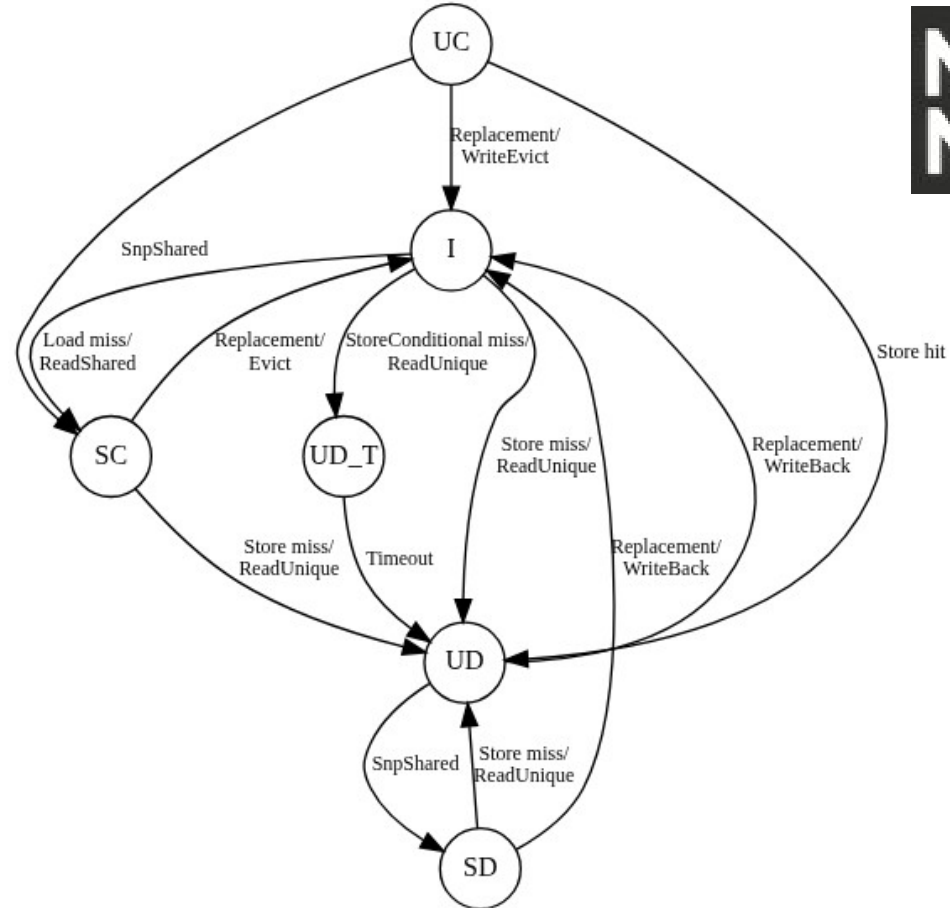 UC
Replacement/
WriteEvict
I
SnpShared
Load miss/
ReadShared
Replacement/
Evict
StoreConditional miss/
ReadUnique
Store hit
SC
UD_T
Store miss/
ReadUnique
Replacement/
WriteBack
Store miss/
ReadUnique
Timeout
Replacement/
WriteBack
UD
SnpShared
Store miss/
ReadUnique
SD